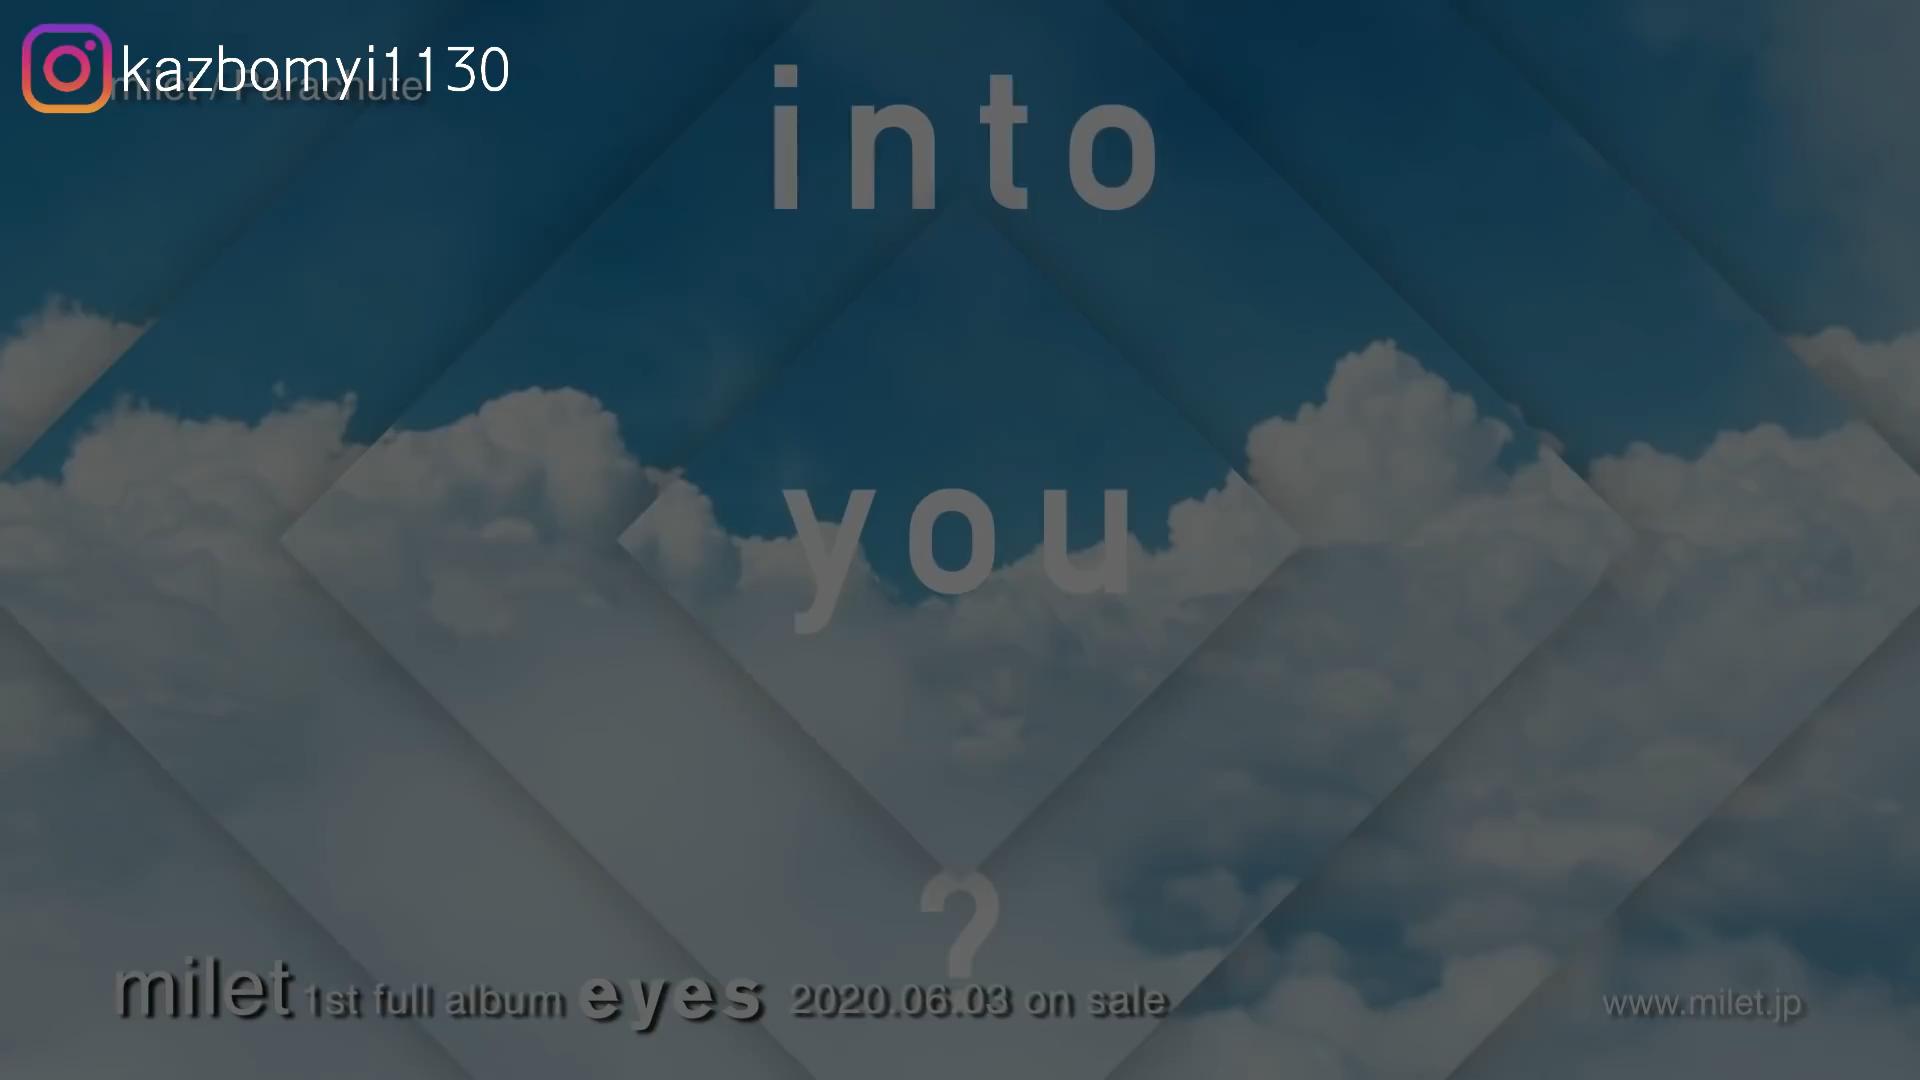 kazbomyi1130
milet / Parachute
into
you
?
milet 1st full album eyes 2020.06.03 on sale
www.milet.jp